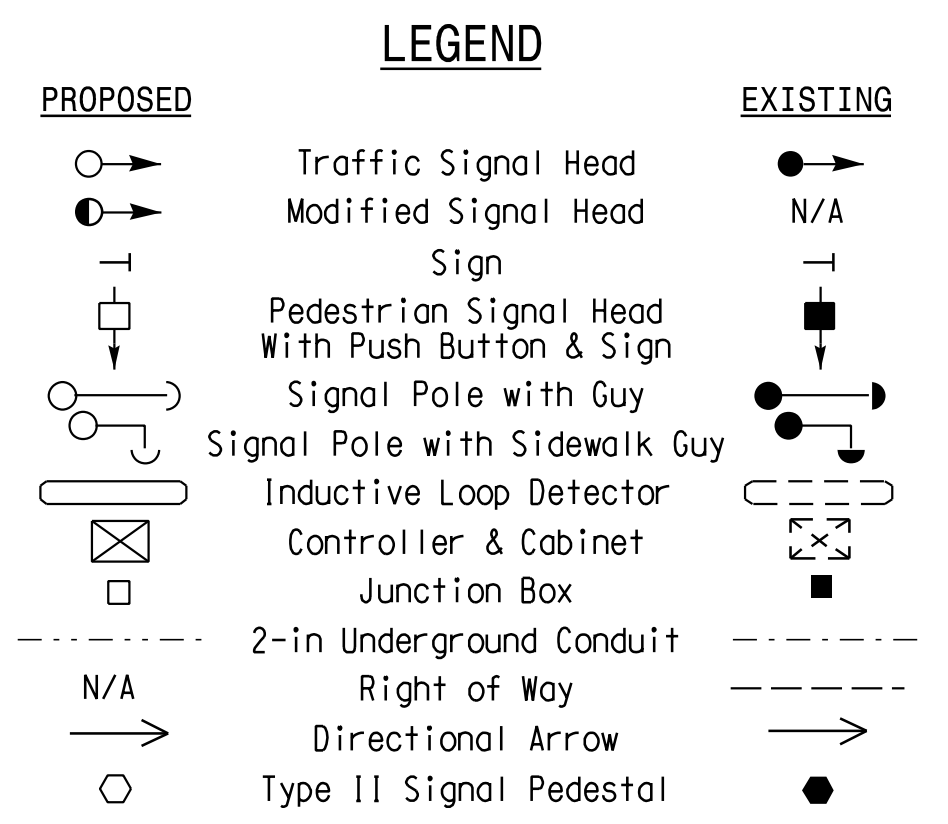 LEGEND
PROPOSED EXISTING
Traffic Signal Head
Modified Signal Head N/A
Sign
Pedestrian Signal Head
With Push Button & Sign
Signal Pole with Guy
Signal Pole with Sidewalk Guy
Inductive Loop Detector
Controller & Cabinet
Junction Box
2-in Underground Conduit
N/A Right of Way
Directional Arrow
Type II Signal Pedestal